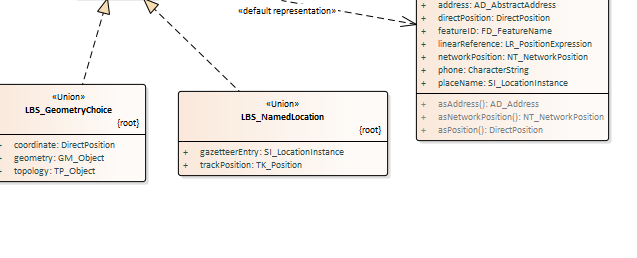 «default representation»
+ address: AD_AbstractAddress
+ directPosition: DirectPosition
+ featureID: FD_FeatureName
+ linearReference: LR_PositionExpression
+ networkPosition: NT_NetworkPosition
+ phone: CharacterString
+ placeName: SI_LocationInstance
+ asAddress(): AD_Address
+ asNetworkPosition(): NT_NetworkPosition
+ asPosition(): DirectPosition
«Union»
LBS_GeometryChoice
{root}
+ coordinate: DirectPosition
+ geometry: GM_Object
+ topology: TP_Object
«Union»
LBS_NamedLocation
{root}
+ gazetteerEntry: SI_LocationInstance
+ trackPosition: TK_Position